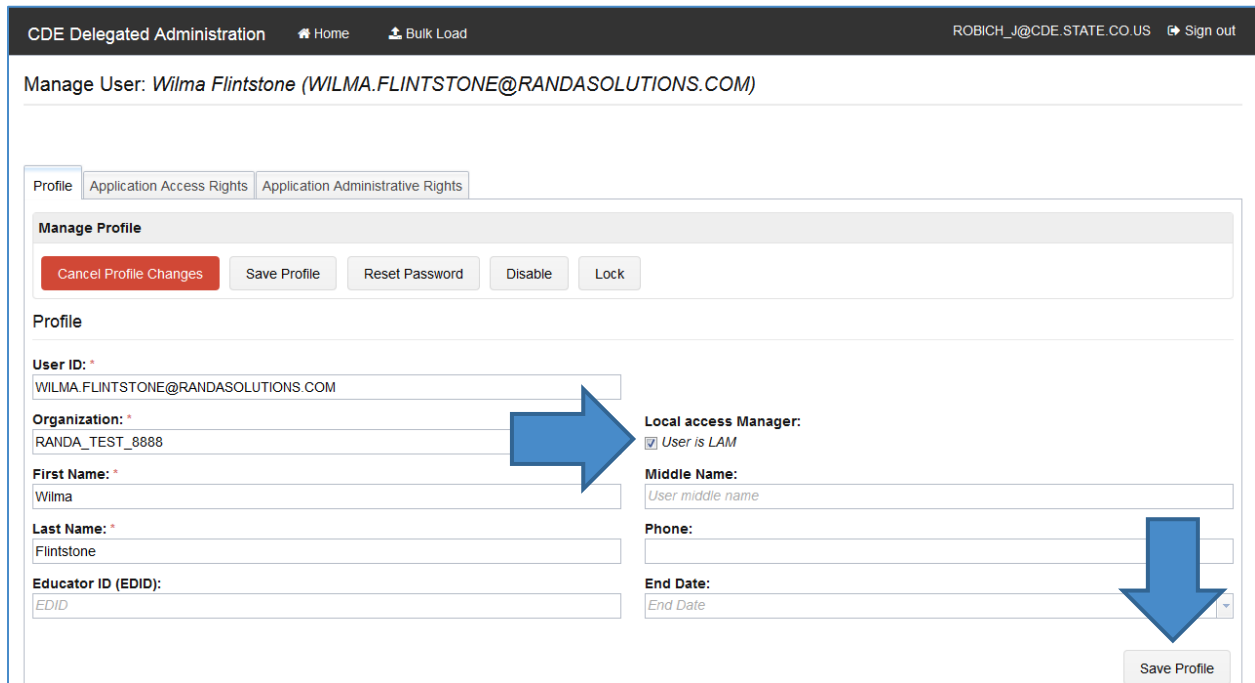 CDE Delegated Administration Home Bulk Load ROBICH_J@CDE.STATE.CO.US Sign out
Manage User: Wilma Flintstone (WILMA.FLINTSTONE@RANDASOLUTIONS.COM)
Profile Application Access Rights Application Administrative Rights
Manage Profile
Cancel Profile Changes Save Profile Reset Password Disable Lock
Profile
User ID: *
WILMA.FLINTSTONE@RANDASOLUTIONS.COM
Organization: * Local access Manager:
RANDA_TEST_8888 User is LAM
First Name: * Middle Name:
Wilma User middle name
Last Name: * Phone:
Flintstone
Educator ID (EDID): End Date:
EDID End Date
Save Profile